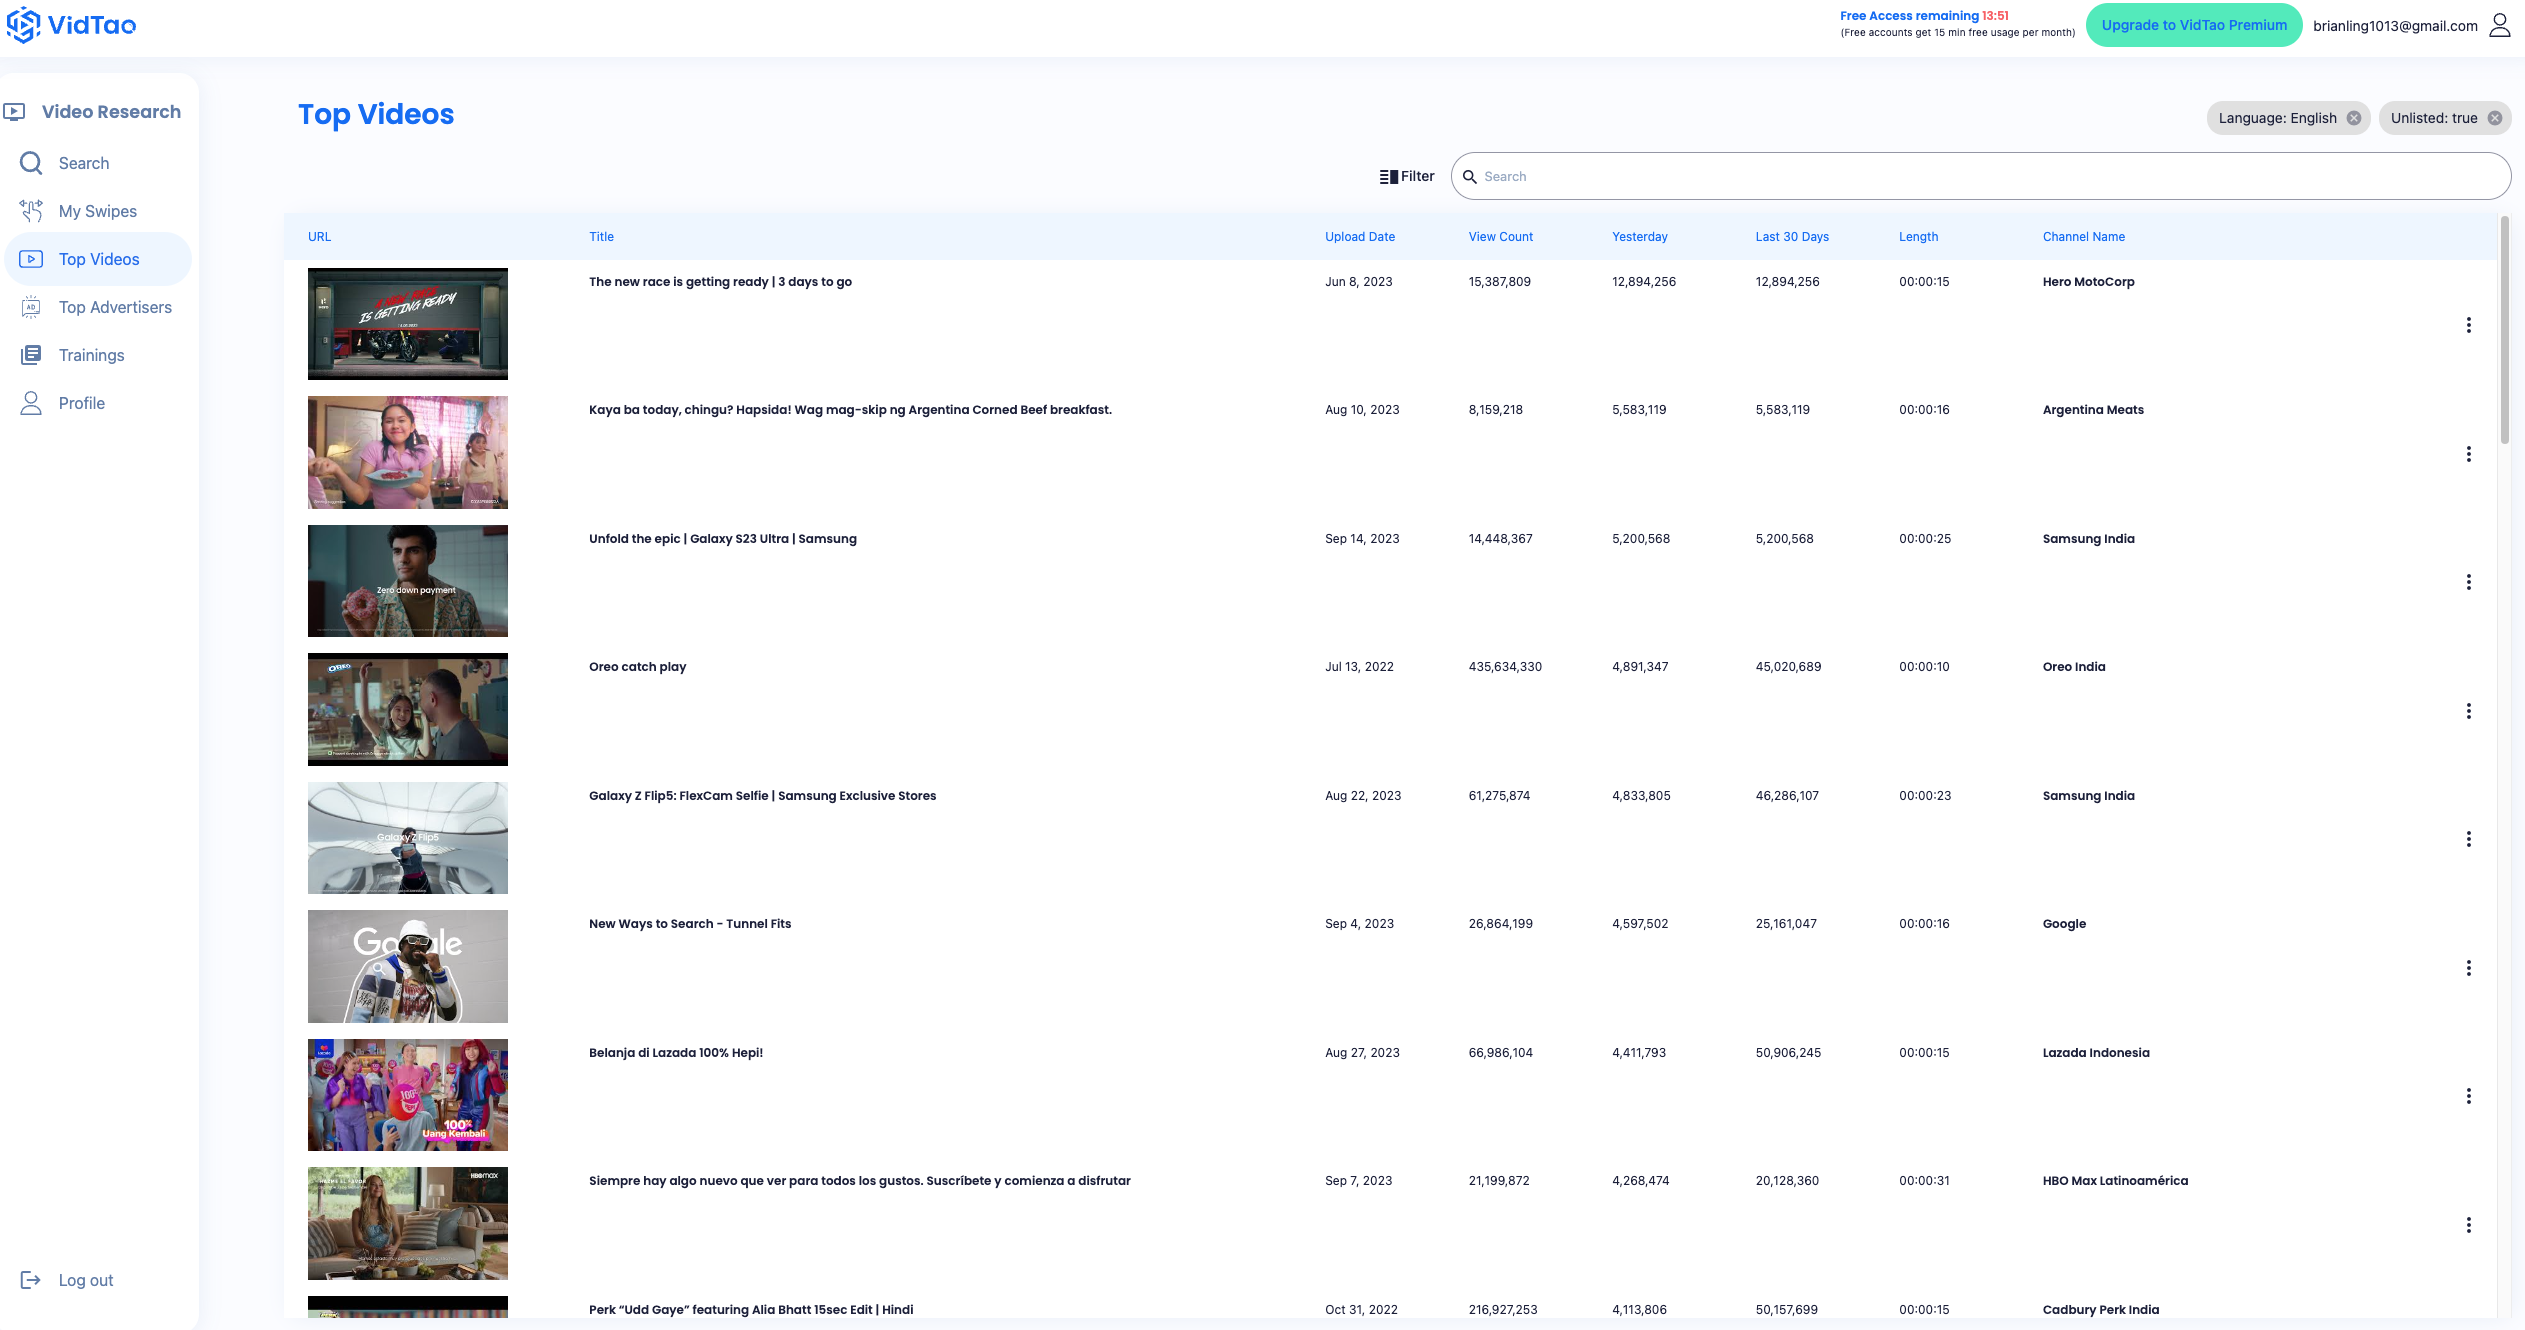 VidTao
Free Access remaining 13:51
(Free accounts get 15 min free usage per month)
Upgrade to VidTao Premium
brianling1013@gmail.com
Video Research
Search
My Swipes
Top Videos
Top Advertisers
Trainings
Profile
Log out
Top Videos
Language: English
Unlisted: true
Filter
Search
URL Title Upload Date View Count Yesterday Last 30 Days Length Channel Name
A NEW RACE
IS GETTING READY
The new race is getting ready | 3 days to go Jun 8, 2023 15,387,809 12,894,256 12,894,256 00:00:15 Hero MotoCorp
Kaya ba today, chingu? Hapsida! Wag mag-skip ng Argentina Corned Beef breakfast. Aug 10, 2023 8,159,218 5,583,119 5,583,119 00:00:16 Argentina Meats
Zero down payment
Unfold the epic | Galaxy S23 Ultra | Samsung Sep 14, 2023 14,448,367 5,200,568 5,200,568 00:00:25 Samsung India
OREO
Oreo catch play Jul 13, 2022 435,634,330 4,891,347 45,020,689 00:00:10 Oreo India
Galaxy Z Flip5
Galaxy Z Flip5: FlexCam Selfie | Samsung Exclusive Stores Aug 22, 2023 61,275,874 4,833,805 46,286,107 00:00:23 Samsung India
Google
New Ways to Search - Tunnel Fits Sep 4, 2023 26,864,199 4,597,502 25,161,047 00:00:16 Google
Lazada
100%
100%
Uang Kembali
Belanja di Lazada 100% Hepi! Aug 27, 2023 66,986,104 4,411,793 50,906,245 00:00:15 Lazada Indonesia
HBOMAX
Siempre hay algo nuevo que ver para todos los gustos. Suscríbete y comienza a disfrutar Sep 7, 2023 21,199,872 4,268,474 20,128,360 00:00:31 HBO Max Latinoamérica
Perk “Udd Gaye” featuring Alia Bhatt 15sec Edit | Hindi Oct 31, 2022 216,927,253 4,113,806 50,157,699 00:00:15 Cadbury Perk India